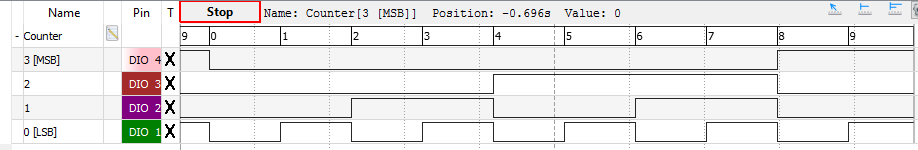 Name Pin T Stop Name: Counter[3 [MSB]] Position: -0.696s Value: 0
- Counter 9 0 1 2 3 4 5 6 7 8 9
3 [MSB] DIO 4 X
2 DIO 3 X
1 DIO 2 X
0 [LSB] DIO 1 X